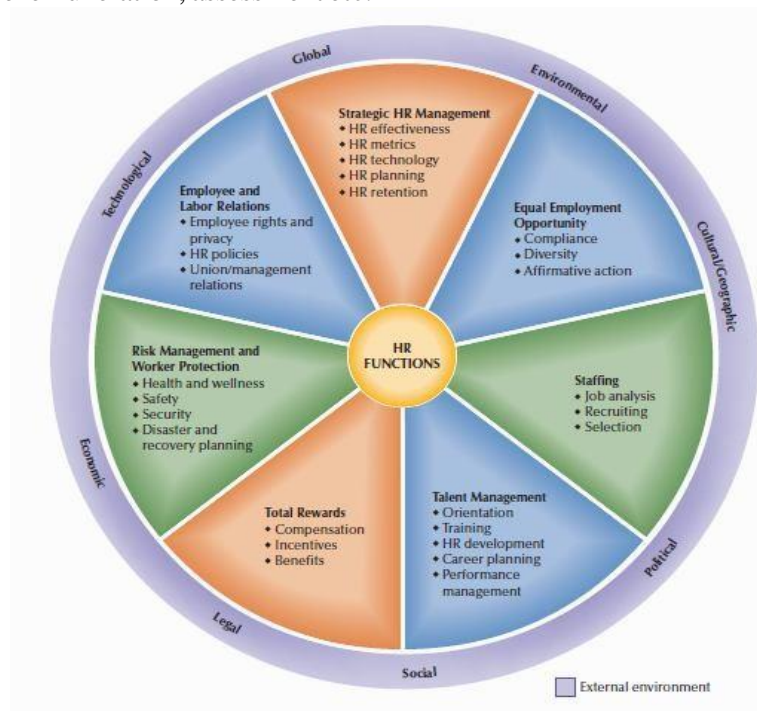 Global
Environmental
Technological
Cultural/Geographic
Economic
Political
Legal
Social
Strategic HR Management
◆ HR effectiveness
◆ HR metrics
◆ HR technology
◆ HR planning
◆ HR retention
Employee and
Labor Relations
◆ Employee rights and
privacy
◆ HR policies
◆ Union/management
relations
Equal Employment
Opportunity
◆ Compliance
◆ Diversity
◆ Affirmative action
HR
FUNCTIONS
Risk Management and
Worker Protection
◆ Health and wellness
◆ Safety
◆ Security
◆ Disaster and
recovery planning
Staffing
◆ Job analysis
◆ Recruiting
◆ Selection
Total Rewards
◆ Compensation
◆ Incentives
◆ Benefits
Talent Management
◆ Orientation
◆ Training
◆ HR development
◆ Career planning
◆ Performance
management
External environment